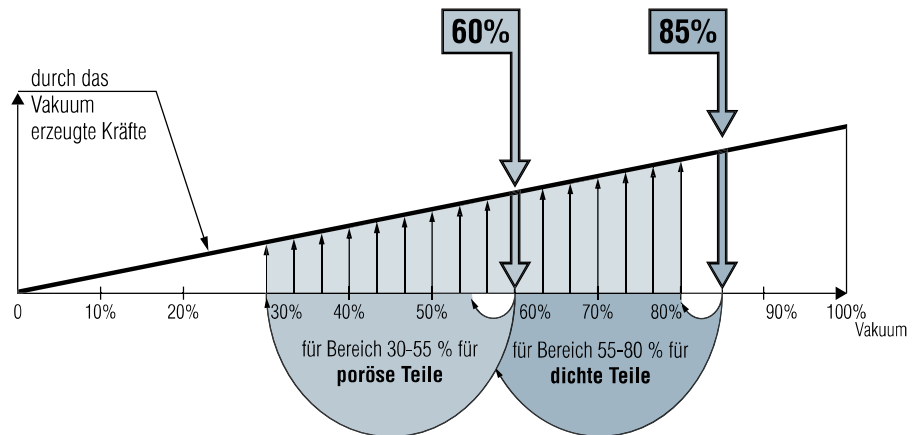 60%
85%
durch das
Vakuum
erzeugte Kräfte
0 10% 20% 30% 40% 50% 60% 70% 80% 90% 100%
Vakuum
für Bereich 30-55 % für
poröse Teile
für Bereich 55-80 % für
dichte Teile